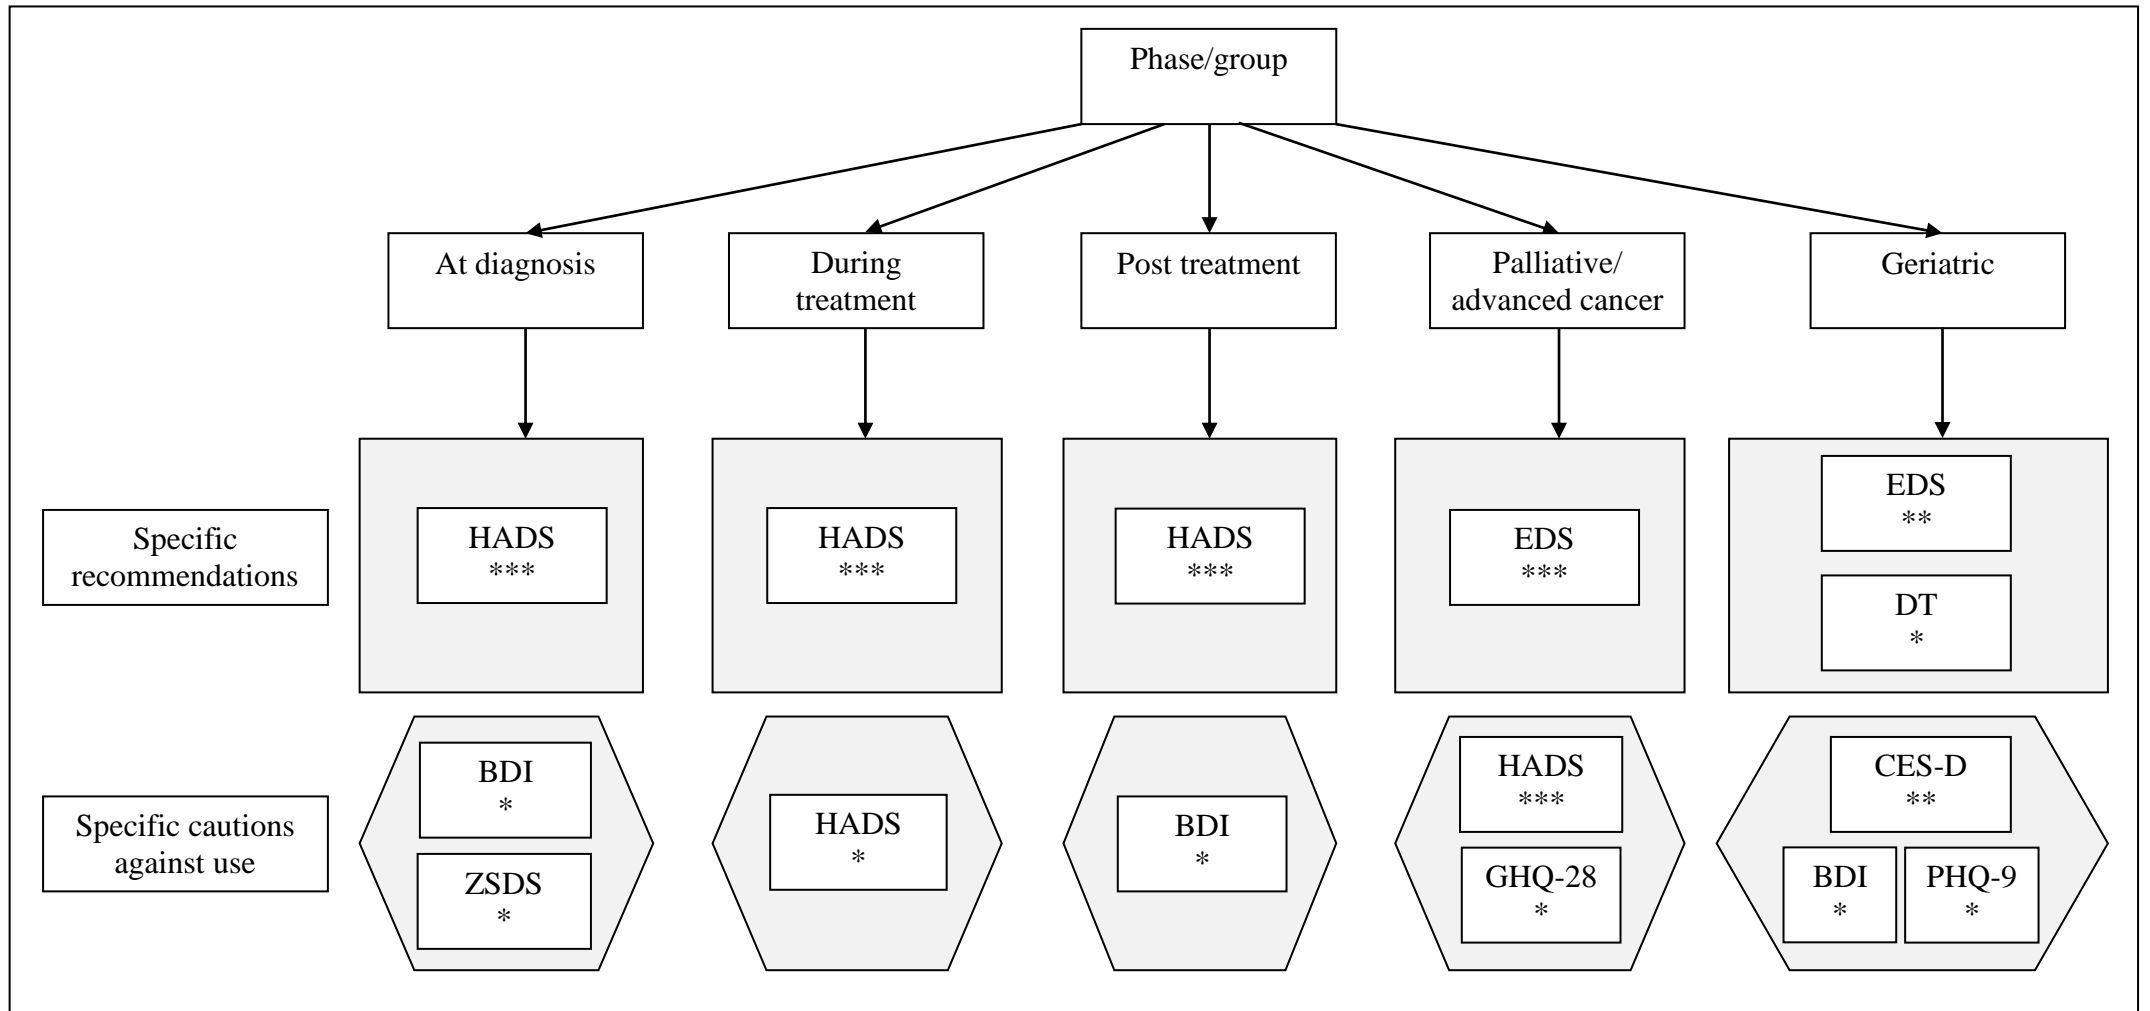 Phase/group
At diagnosis
During
treatment
Post treatment
Palliative/
advanced cancer
Geriatric
Specific
recommendations
HADS
***
HADS
***
HADS
***
EDS
***
EDS
**
DT
*
Specific cautions
against use
BDI
*
ZSDS
*
HADS
*
BDI
*
HADS
***
GHQ-28
*
CES-D
**
BDI
*
PHQ-9
*